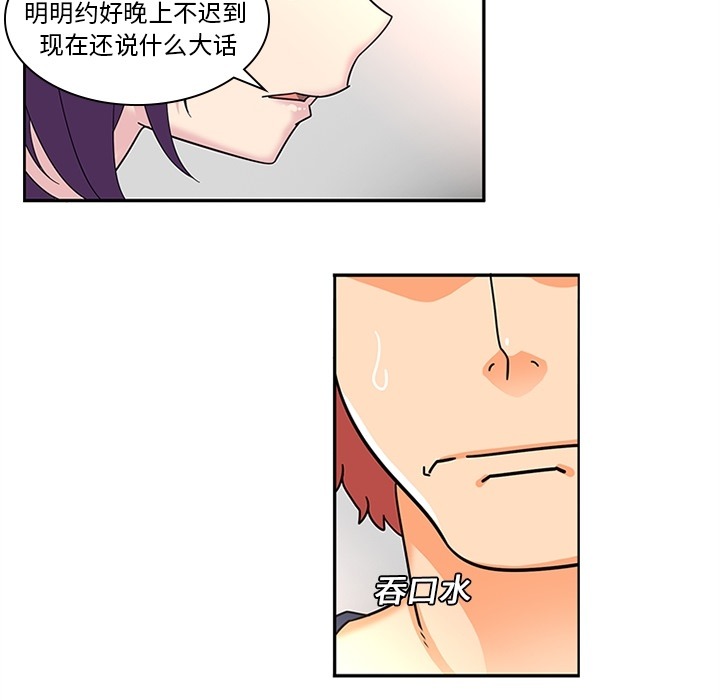 明明约好晚上不迟到
现在还说什么大话
吞口水